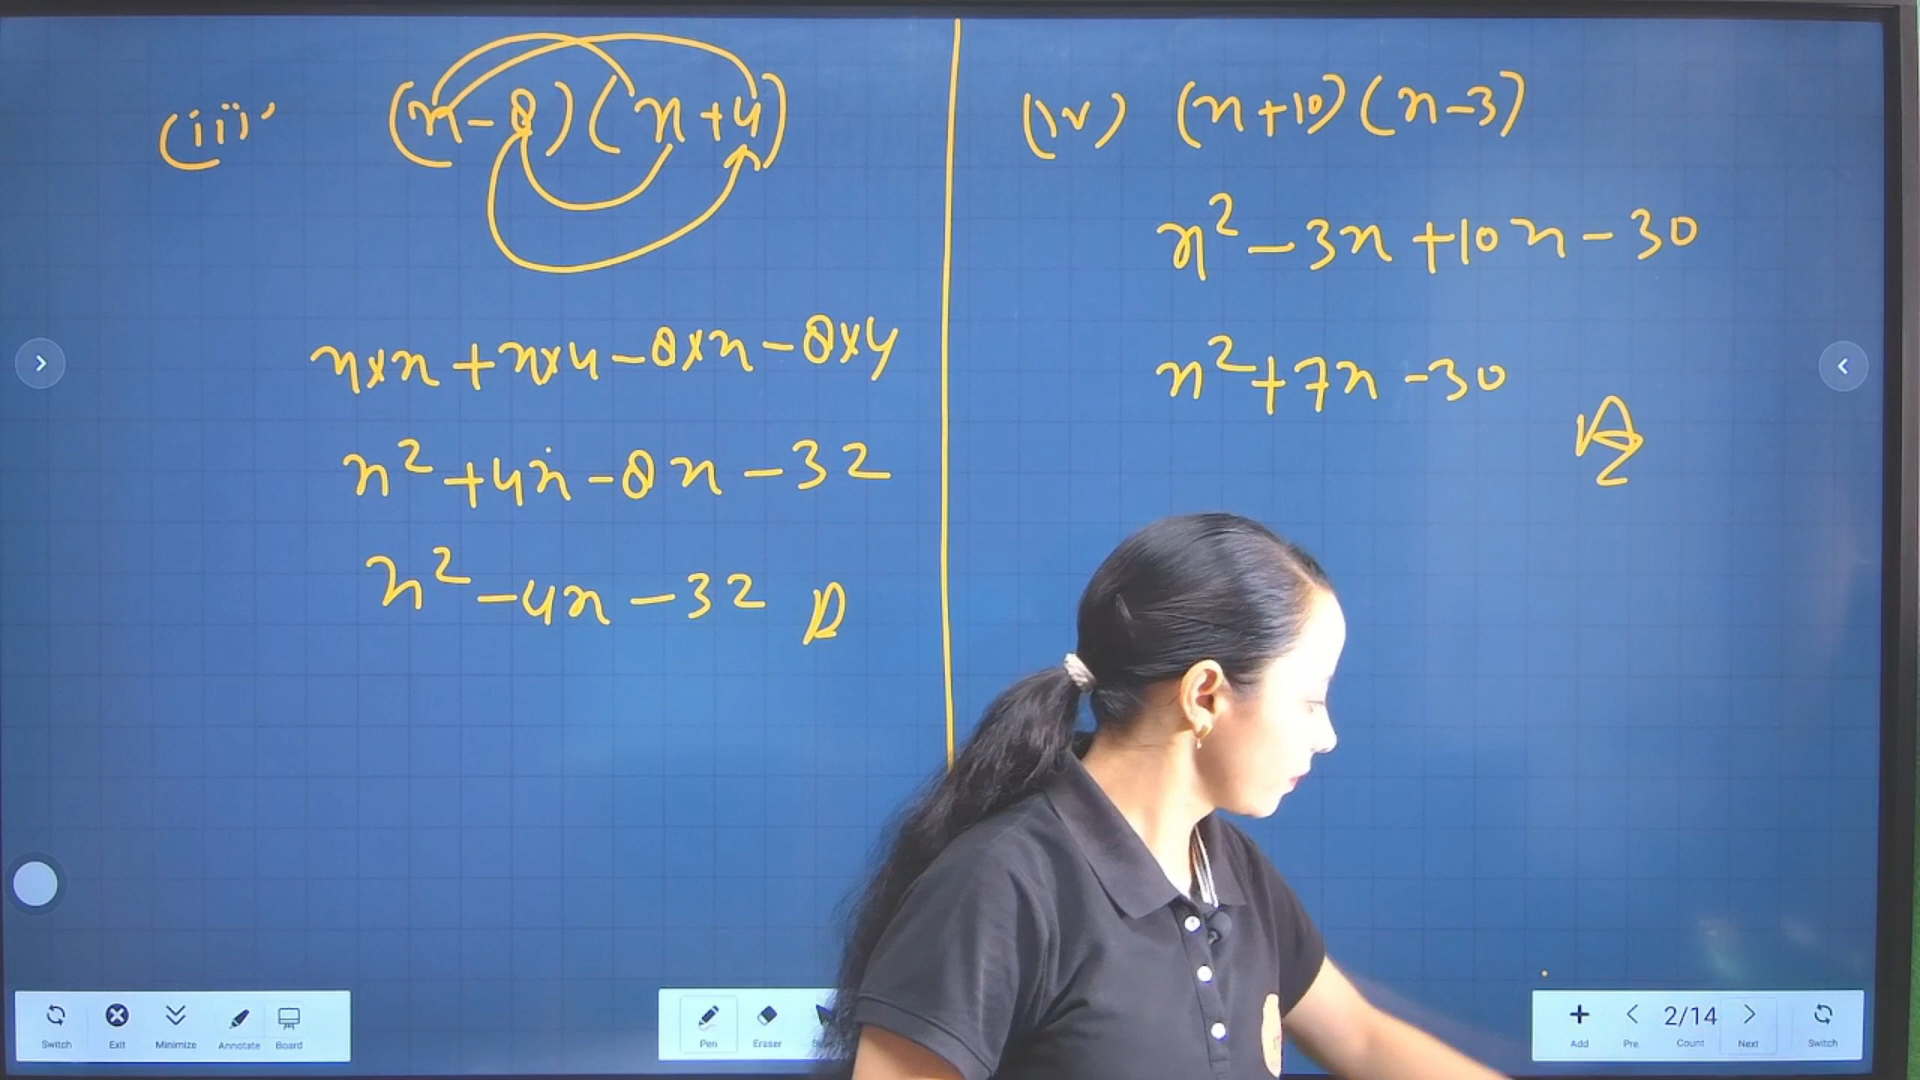 (iii) (x-8)(x+4)
x×x+x×4-8×x-8×4
x²+4x-8x-32
x²-4x-32
(iv) (x+10)(x-3)
x²-3x+10x-30
x²+7x-30
Switch Exit Minimize Annotate Board
Pen Eraser
Add Pre 2/14 Count Next Switch